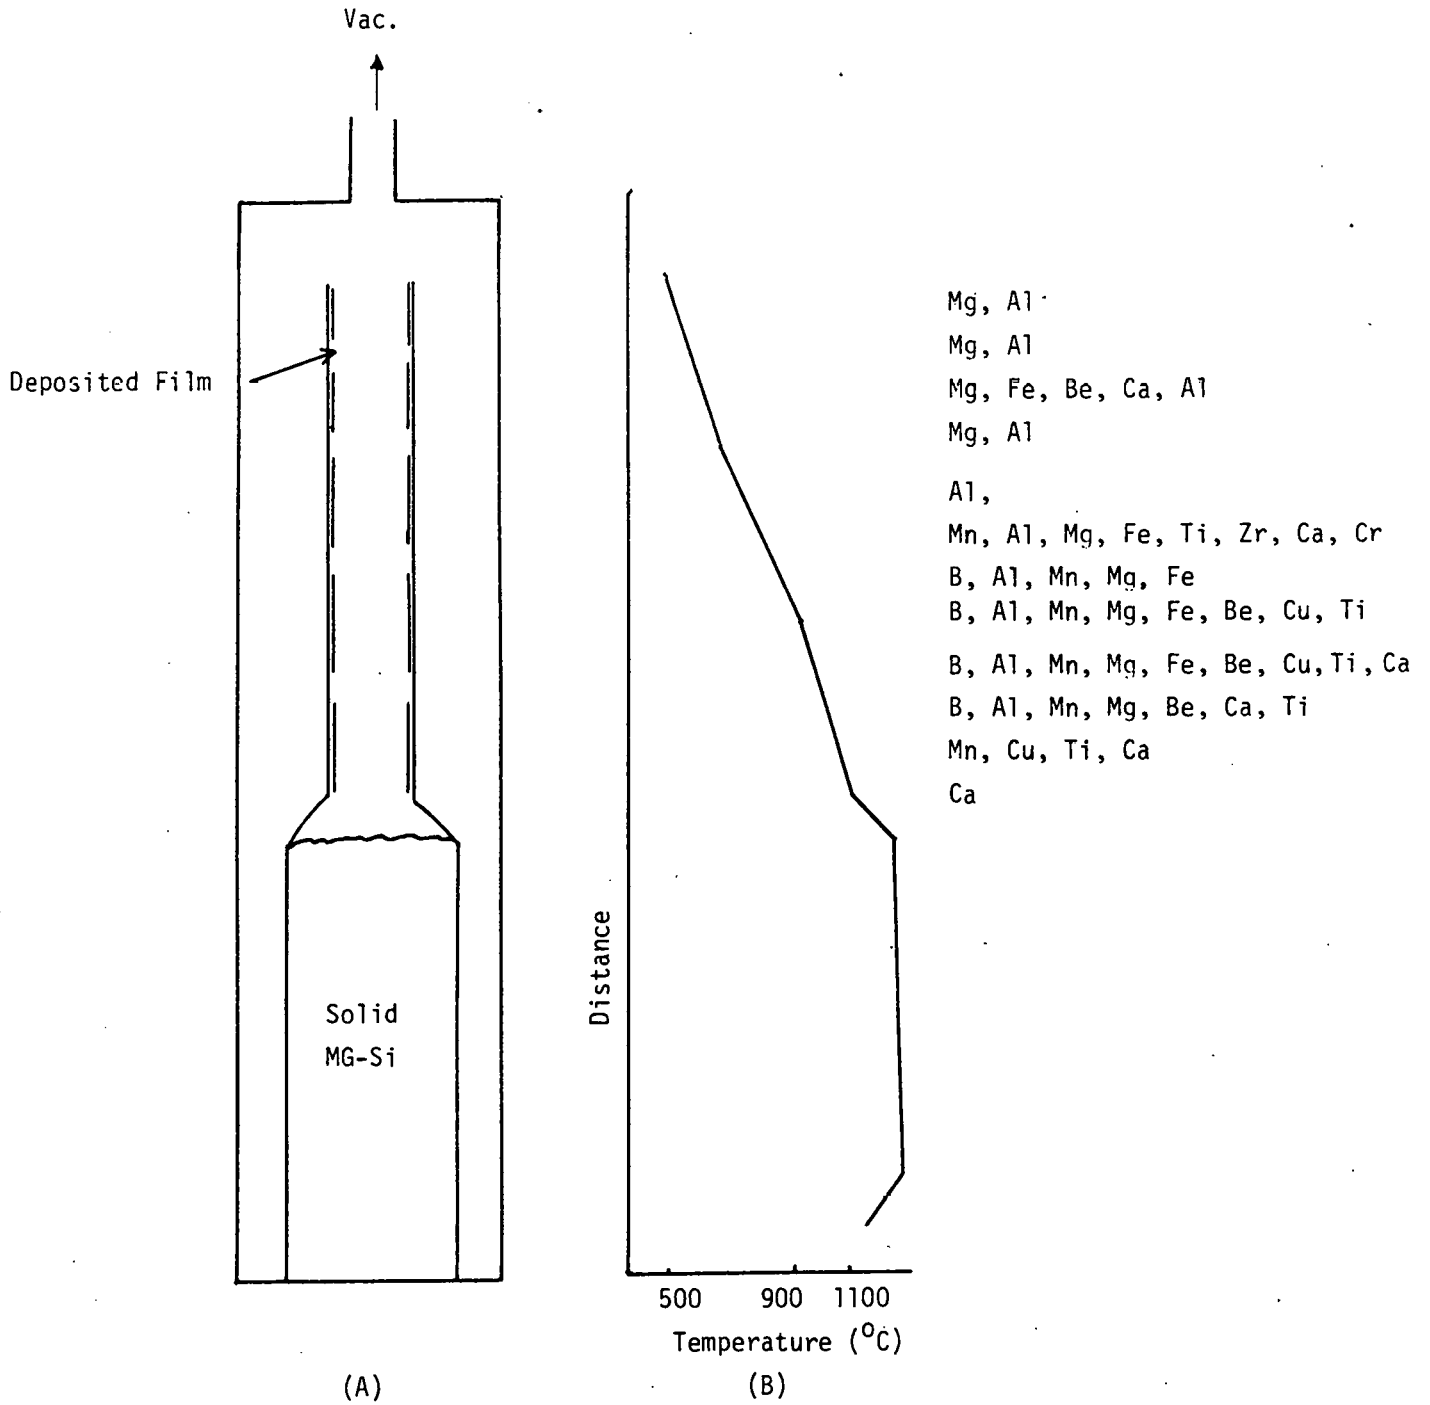 Vac.
Deposited Film
Solid
MG-Si
(A)
Distance
500 900 1100
Temperature (°C)
(B)
Mg, Al
Mg, Al
Mg, Fe, Be, Ca, Al
Mg, Al
Al,
Mn, Al, Mg, Fe, Ti, Zr, Ca, Cr
B, Al, Mn, Mg, Fe
B, Al, Mn, Mg, Fe, Be, Cu, Ti
B, Al, Mn, Mg, Fe, Be, Cu, Ti, Ca
B, Al, Mn, Mg, Be, Ca, Ti
Mn, Cu, Ti, Ca
Ca